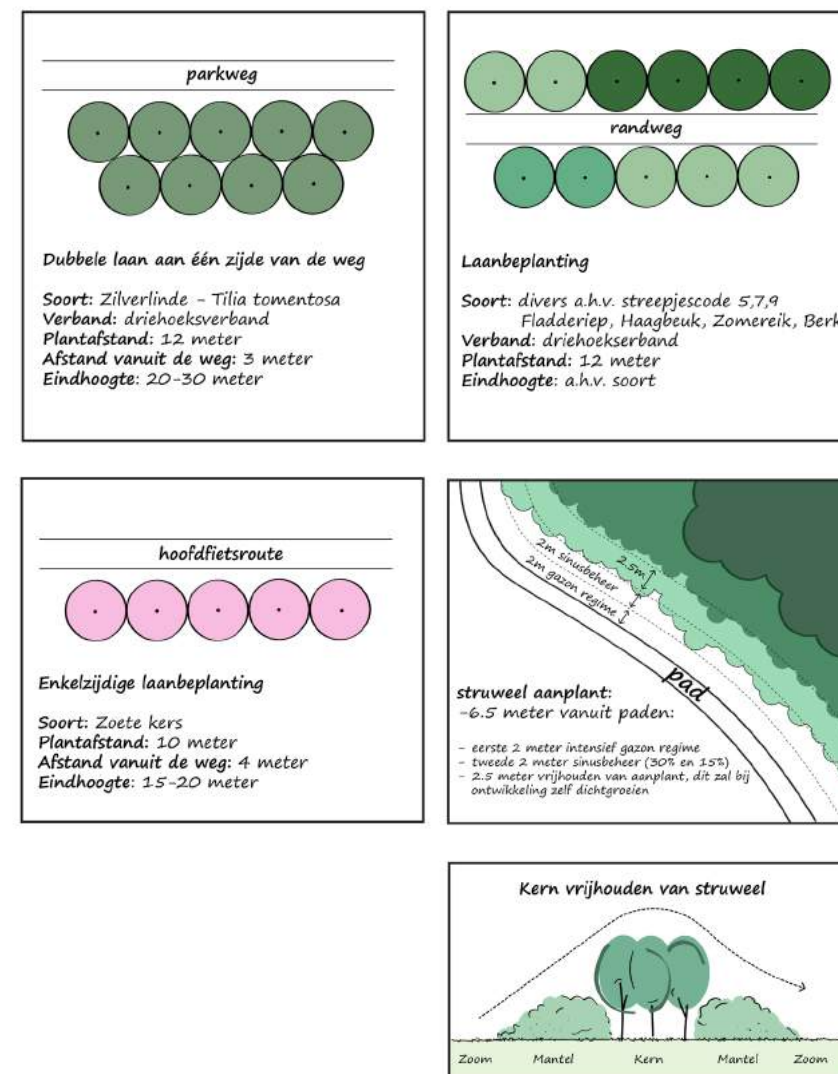 parkweg
Dubbele laan aan één zijde van de weg
Soort: Zilverlinde - Tilia tomentosa
Verband: driehoeksverband
Plantafstand: 12 meter
Afstand vanuit de weg: 3 meter
Eindhoogte: 20-30 meter
randweg
Laanbeplanting
Soort: divers a.h.v. streepjescode 5,7,9
Fladderiep, Haagbeuk, Zomereik, Berk
Verband: driehoekserband
Plantafstand: 12 meter
Eindhoogte: a.h.v. soort
hoofdfietsroute
Enkelzijdige laanbeplanting
Soort: Zoete kers
Plantafstand: 10 meter
Afstand vanuit de weg: 4 meter
Eindhoogte: 15-20 meter
2.5m
2m sinusbeheer
2m gazon regime
pad
struweel aanplant:
-6.5 meter vanuit paden:
- eerste 2 meter intensief gazon regime
- tweede 2 meter sinusbeheer (30% en 15%)
- 2.5 meter vrijhouden van aanplant, dit zal bij
ontwikkeling zelf dichtgroeien
Kern vrijhouden van struweel
Zoom Mantel Kern Mantel Zoom